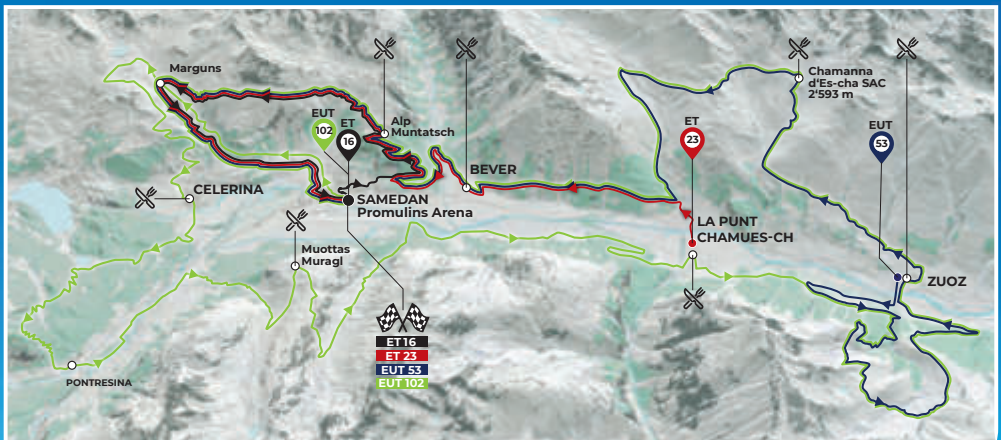 Marguns
EUT
102
ET
16
Alp
Muntatsch
BEVER
CELERINA
SAMEDAN
Promulins Arena
Muottas
Muragl
PONTRESINA
ET 16
ET 23
EUT 53
EUT 102
ET
23
LA PUNT
CHAMUES-CH
Chamanna
d'Es-cha SAC
2'593 m
EUT
53
ZUOZ